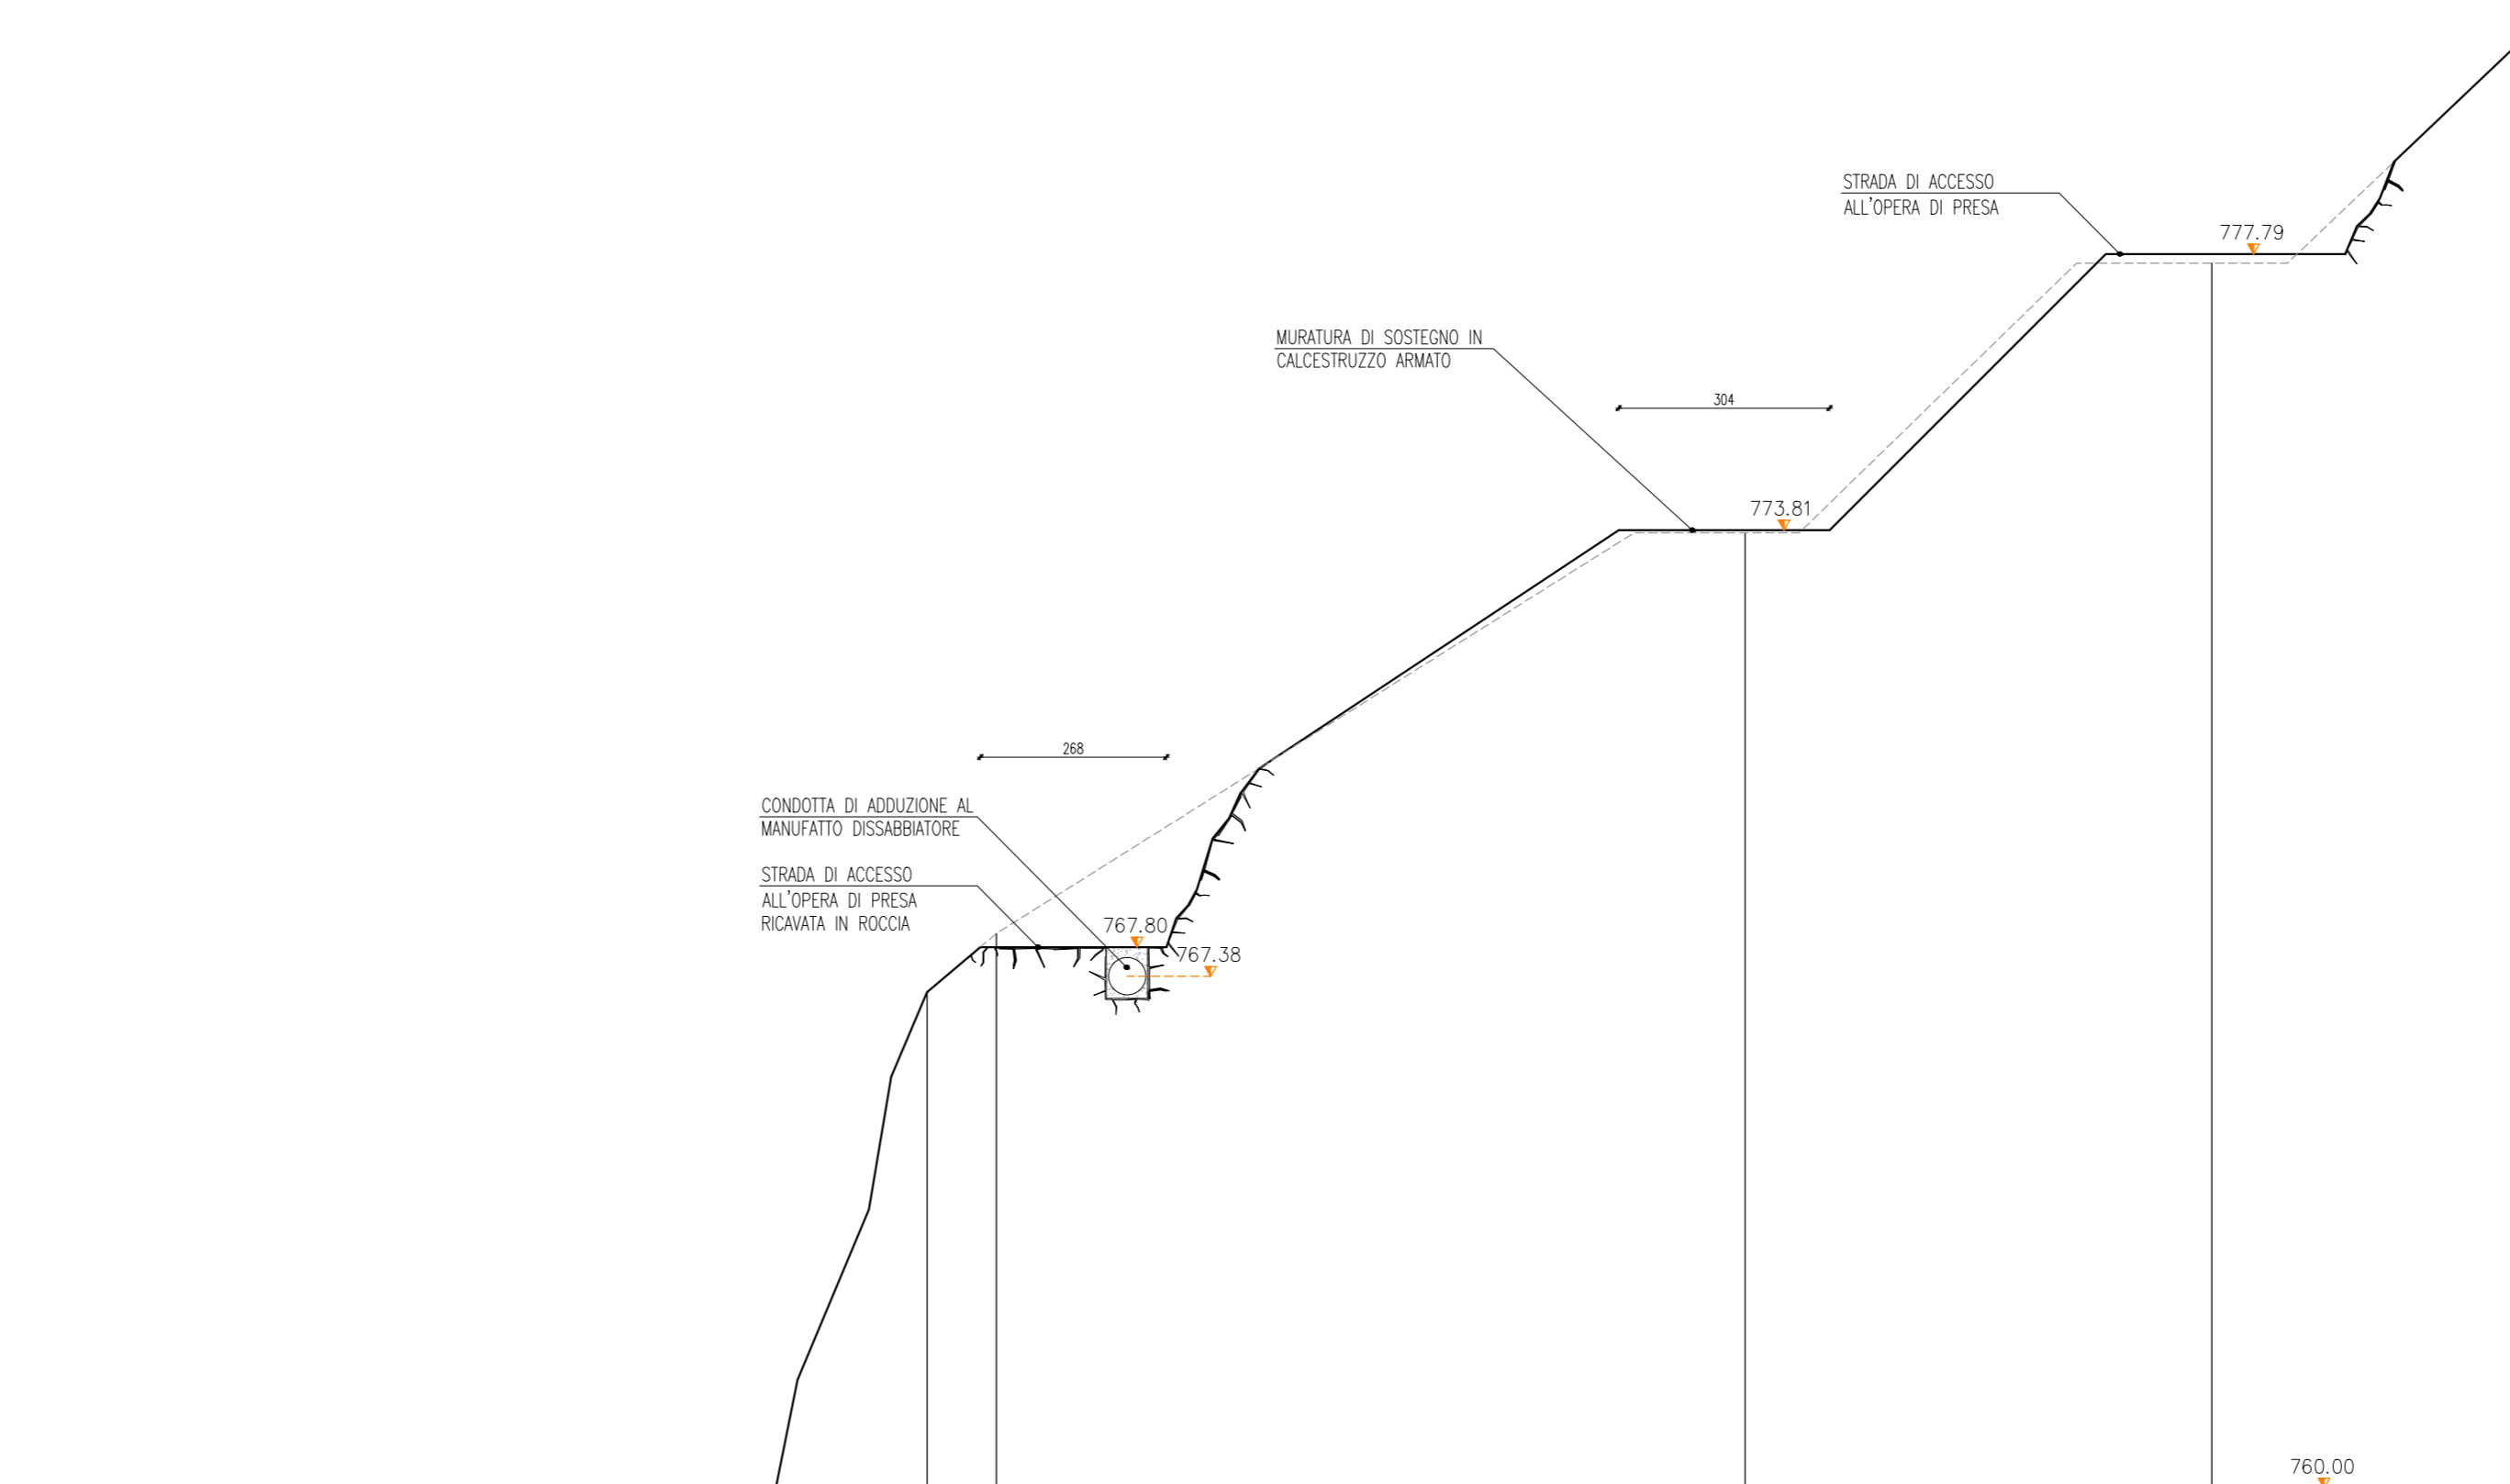 STRADA DI ACCESSO
ALL'OPERA DI PRESA
777.79
MURATURA DI SOSTEGNO IN
CALCESTRUZZO ARMATO
304
773.81
268
CONDOTTA DI ADDUZIONE AL
MANUFATTO DISSABBIATORE
STRADA DI ACCESSO
ALL'OPERA DI PRESA
RICAVATA IN ROCCIA
767.80
767.38
760.00